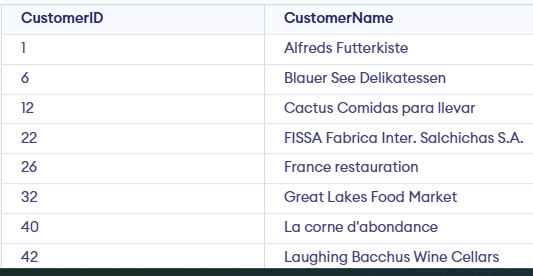 CustomerID CustomerName
1 Alfreds Futterkiste
6 Blauer See Delikatessen
12 Cactus Comidas para llevar
22 FISSA Fabrica Inter. Salchichas S.A.
26 France restauration
32 Great Lakes Food Market
40 La corne d'abondance
42 Laughing Bacchus Wine Cellars